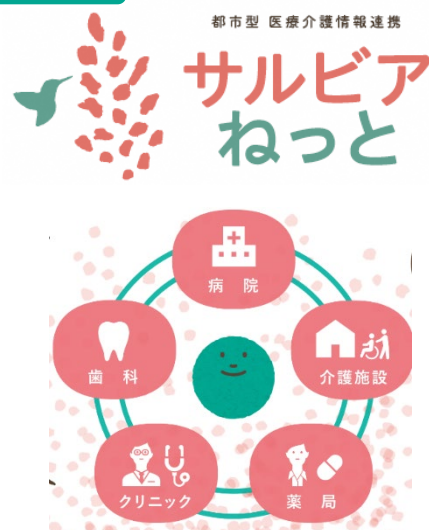 都市型 医療介護情報連携
サルビア
ねっと
病院
歯科
介護施設
クリニック
薬局